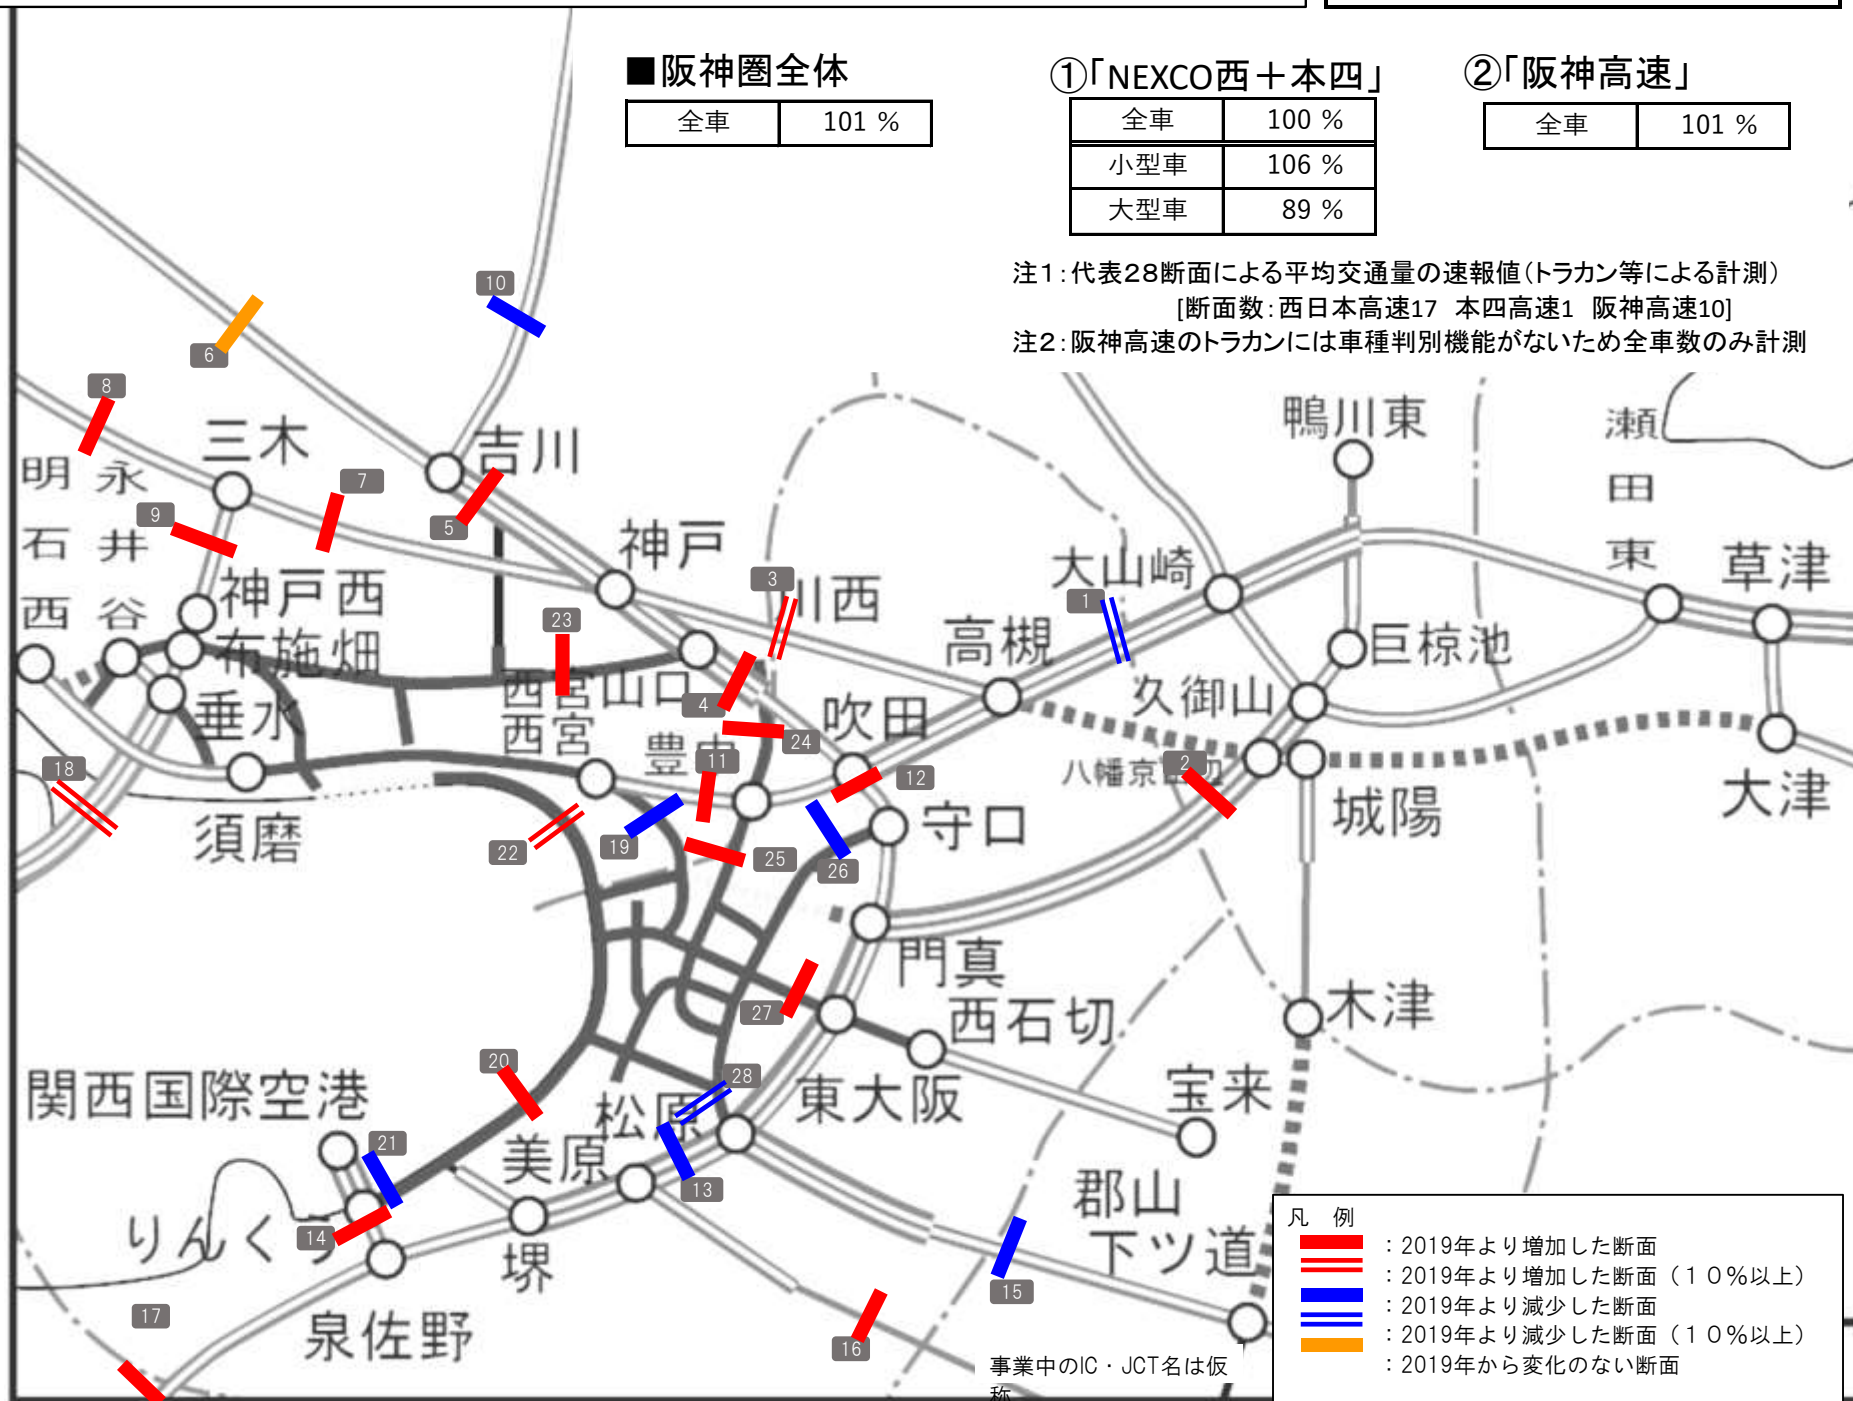 ■阪神圏全体
全車 101 %
①「NEXCO西＋本四」
全車 100 %
小型車 106 %
大型車 89 %
②「阪神高速」
全車 101 %
注1：代表28断面による平均交通量の速報値（トラカン等による計測）
[断面数：西日本高速17 本四高速1 阪神高速10]
注2：阪神高速のトラカンには車種判別機能がないため全車数のみ計測
10
6
8
三木
吉川
7
5
9
明石西
永井谷
神戸西
布施畑
神戸
3
川西
1
大山崎
鴨川東
瀬田東
草津
23
西宮山口
西宮
4
24
高槻
吹田
久御山
巨椋池
垂水
18
須磨
豊中
11
12
2
城陽
大津
22
19
25
26
守口
門真
27
西石切
木津
20
28
関西国際空港
21
松原
東大阪
宝来
美原
13
14
りんくう
堺
郡山
下ツ道
15
17
泉佐野
16
事業中のIC・JCT名は仮
称
凡 例
：2019年より増加した断面
：2019年より増加した断面（１０％以上）
：2019年より減少した断面
：2019年より減少した断面（１０％以上）
：2019年から変化のない断面